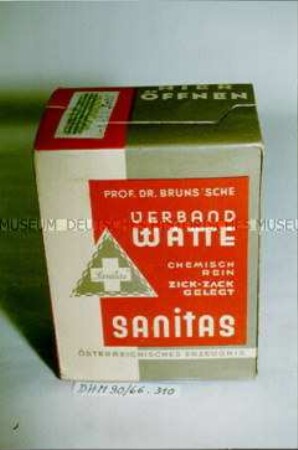 HIER
ÖFFNEN
PROF. DR. BRUNS'SCHE
VERBAND
WATTE
CHEMISCH
REIN
ZICK-ZACK
GELEGT
Sanitas
SANITAS
ÖSTERREICHISCHES ERZEUGNIS
DHM 90/66.310